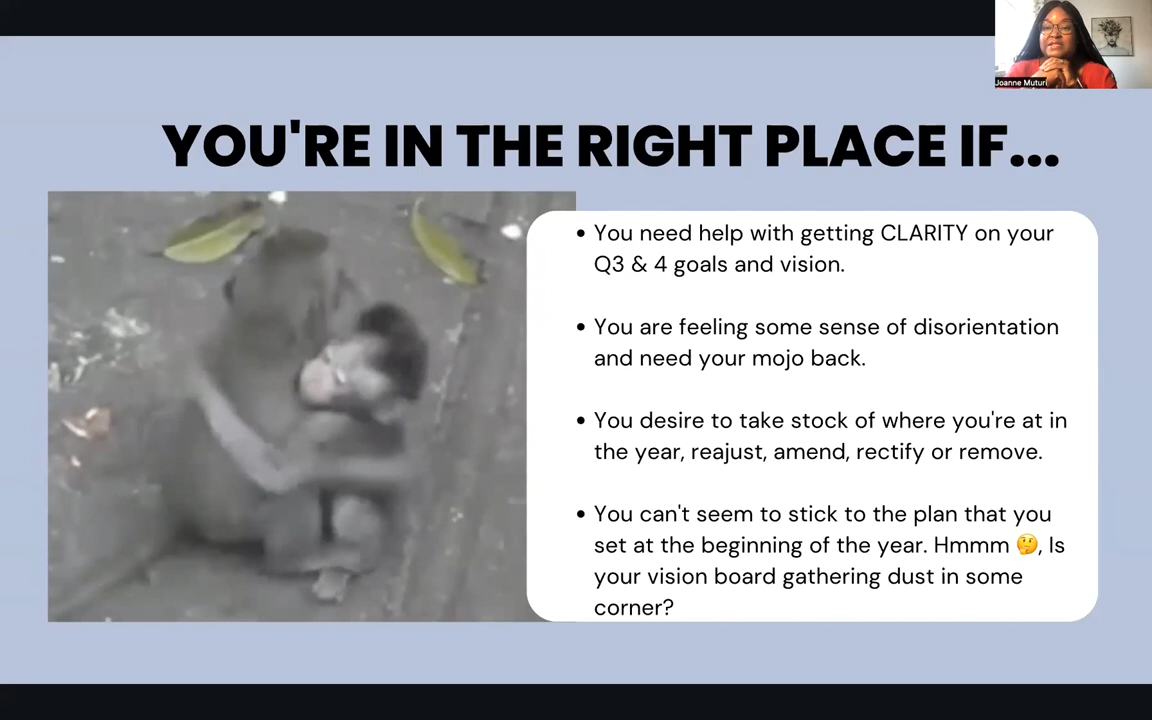 Joanne Muturi
YOU'RE IN THE RIGHT PLACE IF...
• You need help with getting CLARITY on your
Q3 & 4 goals and vision.
• You are feeling some sense of disorientation
and need your mojo back.
• You desire to take stock of where you're at in
the year, reajust, amend, rectify or remove.
• You can't seem to stick to the plan that you
set at the beginning of the year. Hmmm 🤔, Is
your vision board gathering dust in some
corner?